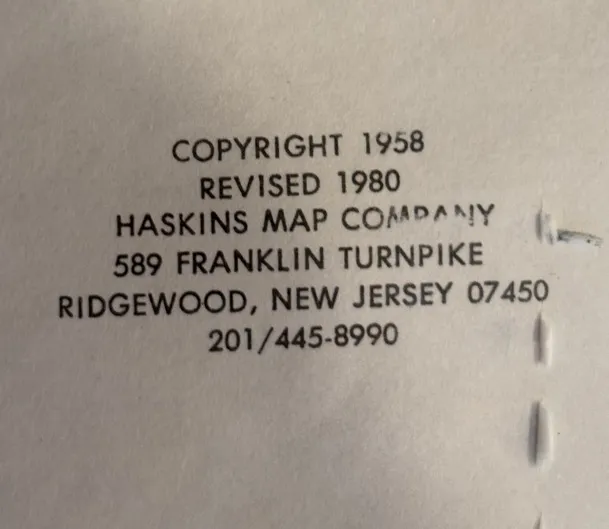 COPYRIGHT 1958
REVISED 1980
HASKINS MAP COMPANY
589 FRANKLIN TURNPIKE
RIDGEWOOD, NEW JERSEY 07450
201/445-8990